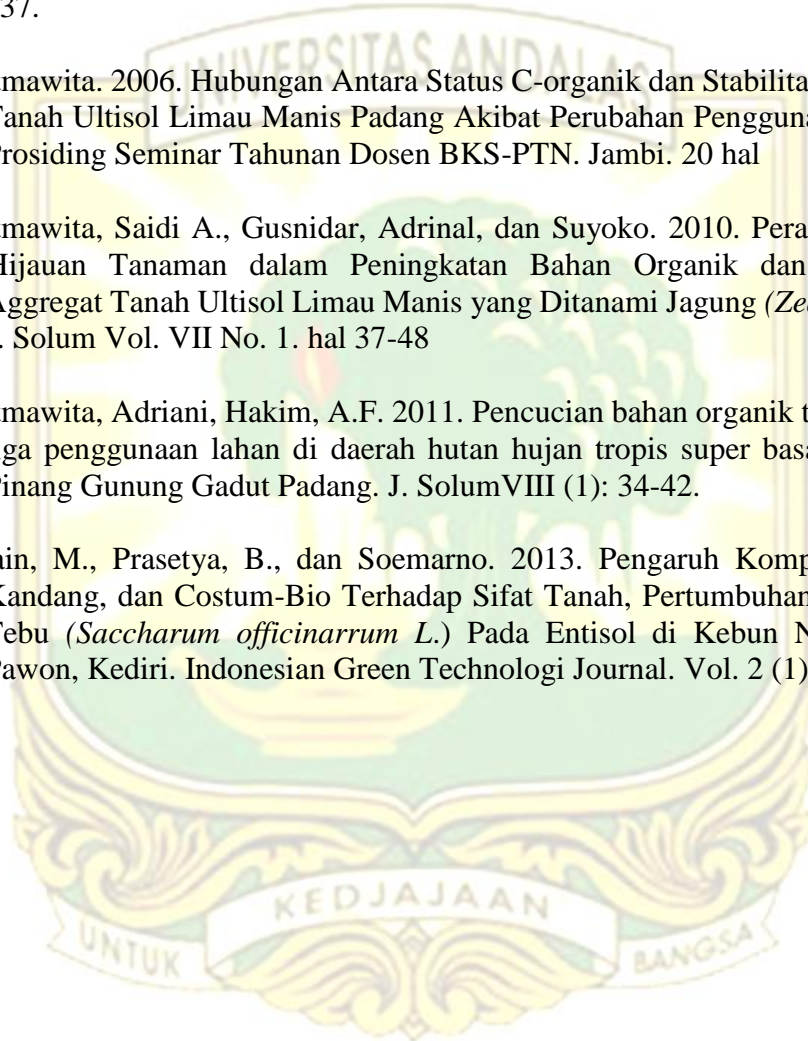 37.
UNIVERSITAS ANDALAS
mawita. 2006. Hubungan Antara Status C-organik dan Stabilita
Tanah Ultisol Limau Manis Padang Akibat Perubahan Pengguna
Prosiding Seminar Tahunan Dosen BKS-PTN. Jambi. 20 hal
mawita, Saidi A., Gusnidar, Adrinal, dan Suyoko. 2010. Pera
Hijauan Tanaman dalam Peningkatan Bahan Organik dan
Aggregat Tanah Ultisol Limau Manis yang Ditanami Jagung (Ze
. Solum Vol. VII No. 1. hal 37-48
mawita, Adriani, Hakim, A.F. 2011. Pencucian bahan organik t
iga penggunaan lahan di daerah hutan hujan tropis super basa
Pinang Gunung Gadut Padang. J. SolumVIII (1): 34-42.
ain, M., Prasetya, B., dan Soemarno. 2013. Pengaruh Komp
Kandang, dan Costum-Bio Terhadap Sifat Tanah, Pertumbuhan
Tebu (Saccharum officinarrum L.) Pada Entisol di Kebun N
Pawon, Kediri. Indonesian Green Technologi Journal. Vol. 2 (1)
UNTUK KEDJAJAAN BANGSA